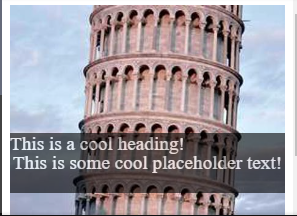 This is a cool heading!
This is some cool placeholder text!